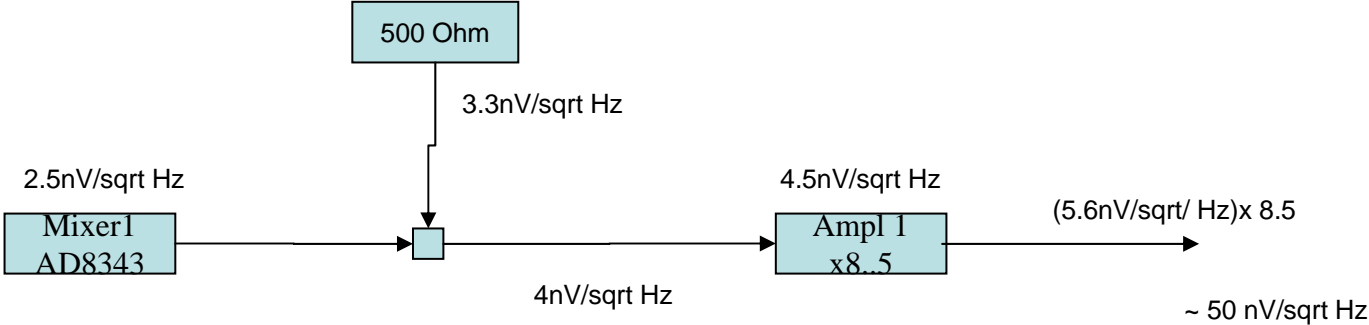 500 Ohm
3.3nV/sqrt Hz
2.5nV/sqrt Hz
4.5nV/sqrt Hz
(5.6nV/sqrt/ Hz)x 8.5
Mixer1
AD8343
Ampl 1
x8..5
4nV/sqrt Hz
~ 50 nV/sqrt Hz